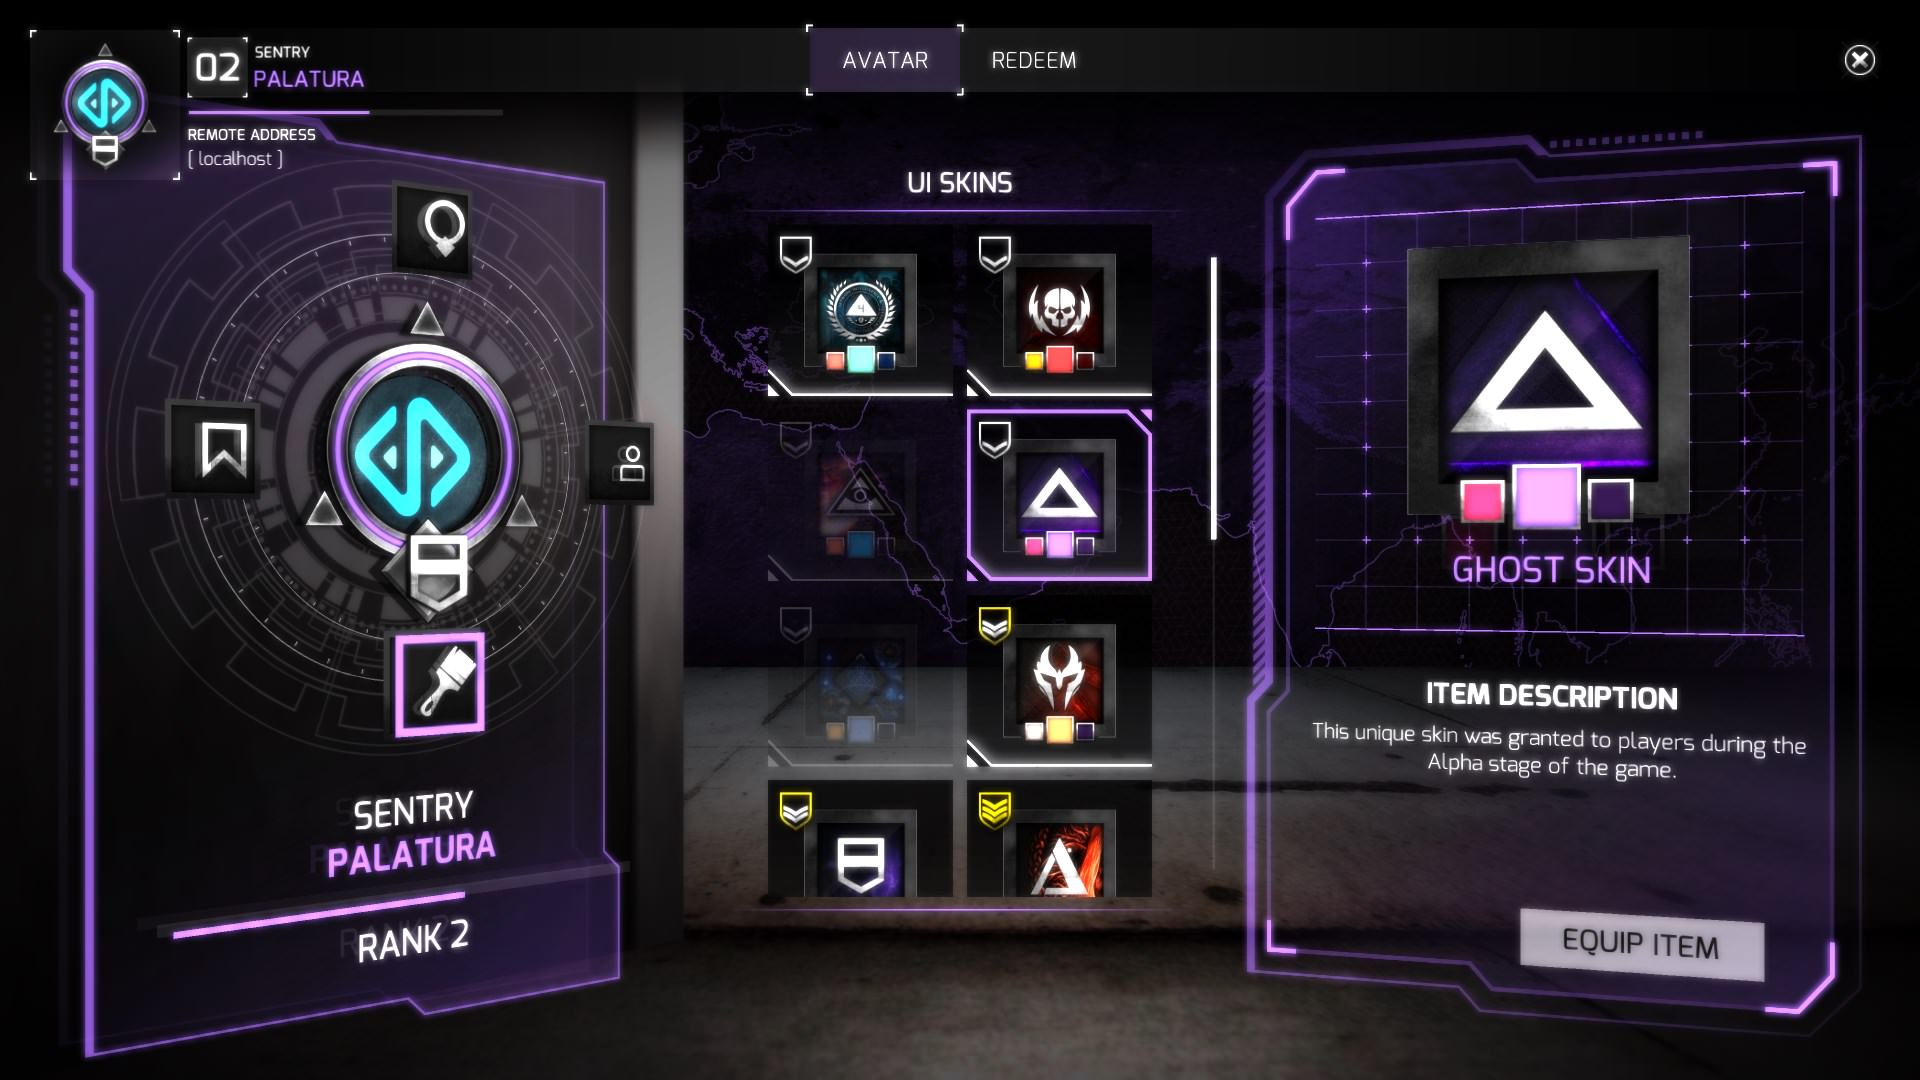 02
SENTRY
PALATURA
REMOTE ADDRESS
[ localhost ]
AVATAR
REDEEM
UI SKINS
4
SENTRY
PALATURA
RANK 2
GHOST SKIN
ITEM DESCRIPTION
This unique skin was granted to players during the
Alpha stage of the game.
EQUIP ITEM